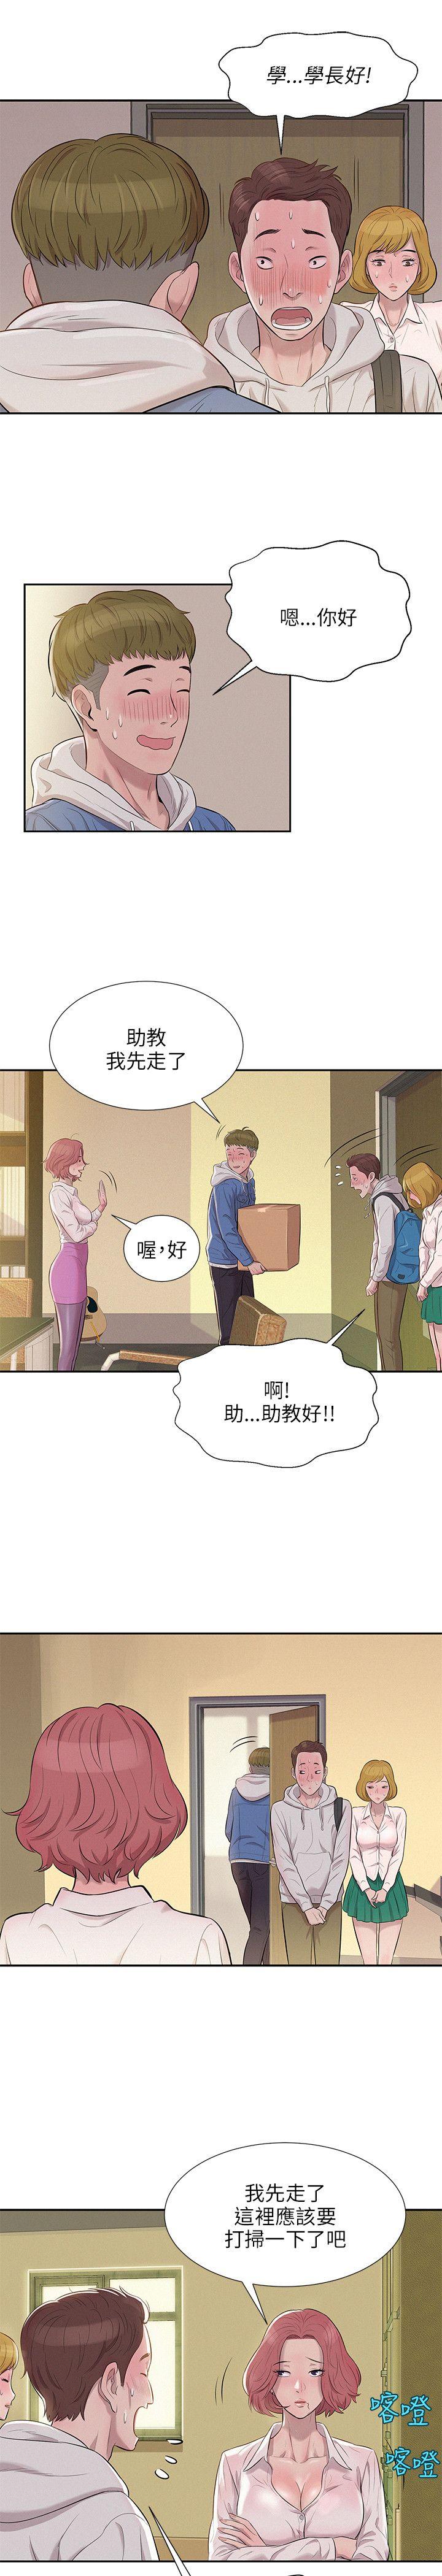 學...學長好!
嗯...你好
助教
我先走了
喔,好
啊!
助...助教好!!
我先走了
這裡應該要
打掃一下了吧
喀噔
喀噔